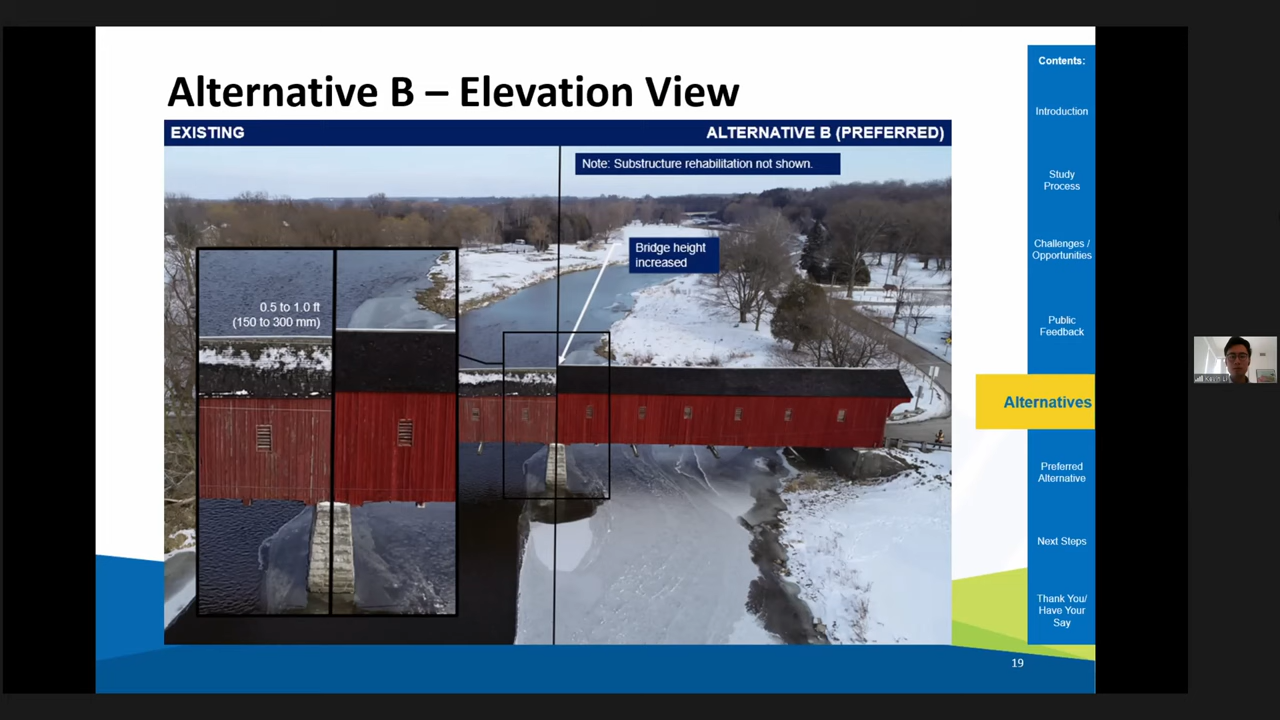 Alternative B – Elevation View
EXISTING
ALTERNATIVE B (PREFERRED)
Note: Substructure rehabilitation not shown.
Bridge height
increased
0.5 to 1.0 ft
(150 to 300 mm)
Contents:
Introduction
Study
Process
Challenges /
Opportunities
Public
Feedback
Alternatives
Preferred
Alternative
Next Steps
Thank You/
Have Your
Say
19